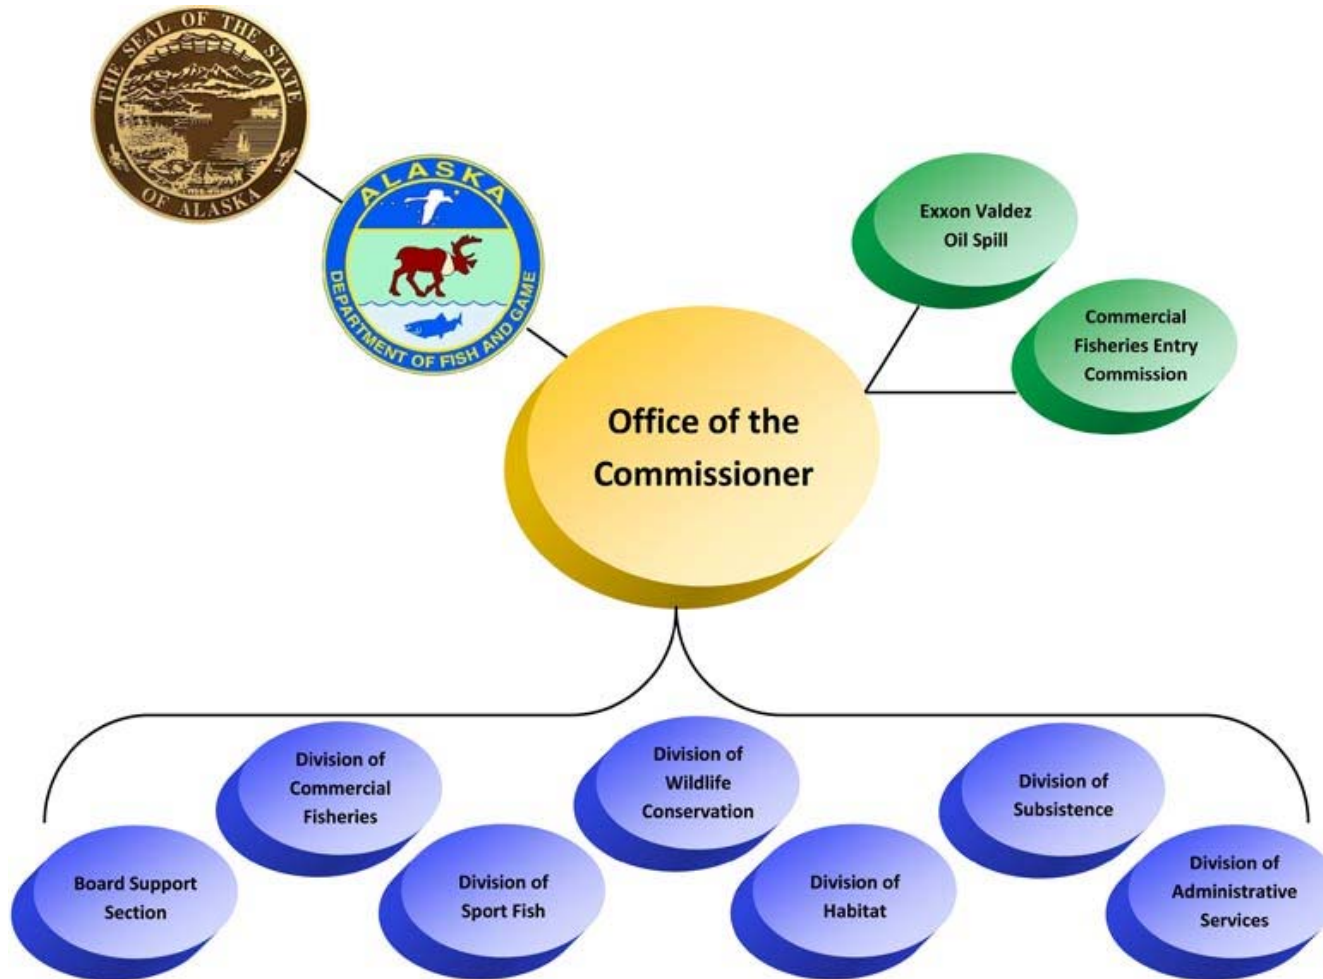 THE SEAL OF THE STATE
OF ALASKA
ALASKA
DEPARTMENT OF FISH AND GAME
Exxon Valdez
Oil Spill
Commercial
Fisheries Entry
Commission
Office of the
Commissioner
Division of
Commercial
Fisheries
Division of
Wildlife
Conservation
Division of
Subsistence
Board Support
Section
Division of
Sport Fish
Division of
Habitat
Division of
Administrative
Services